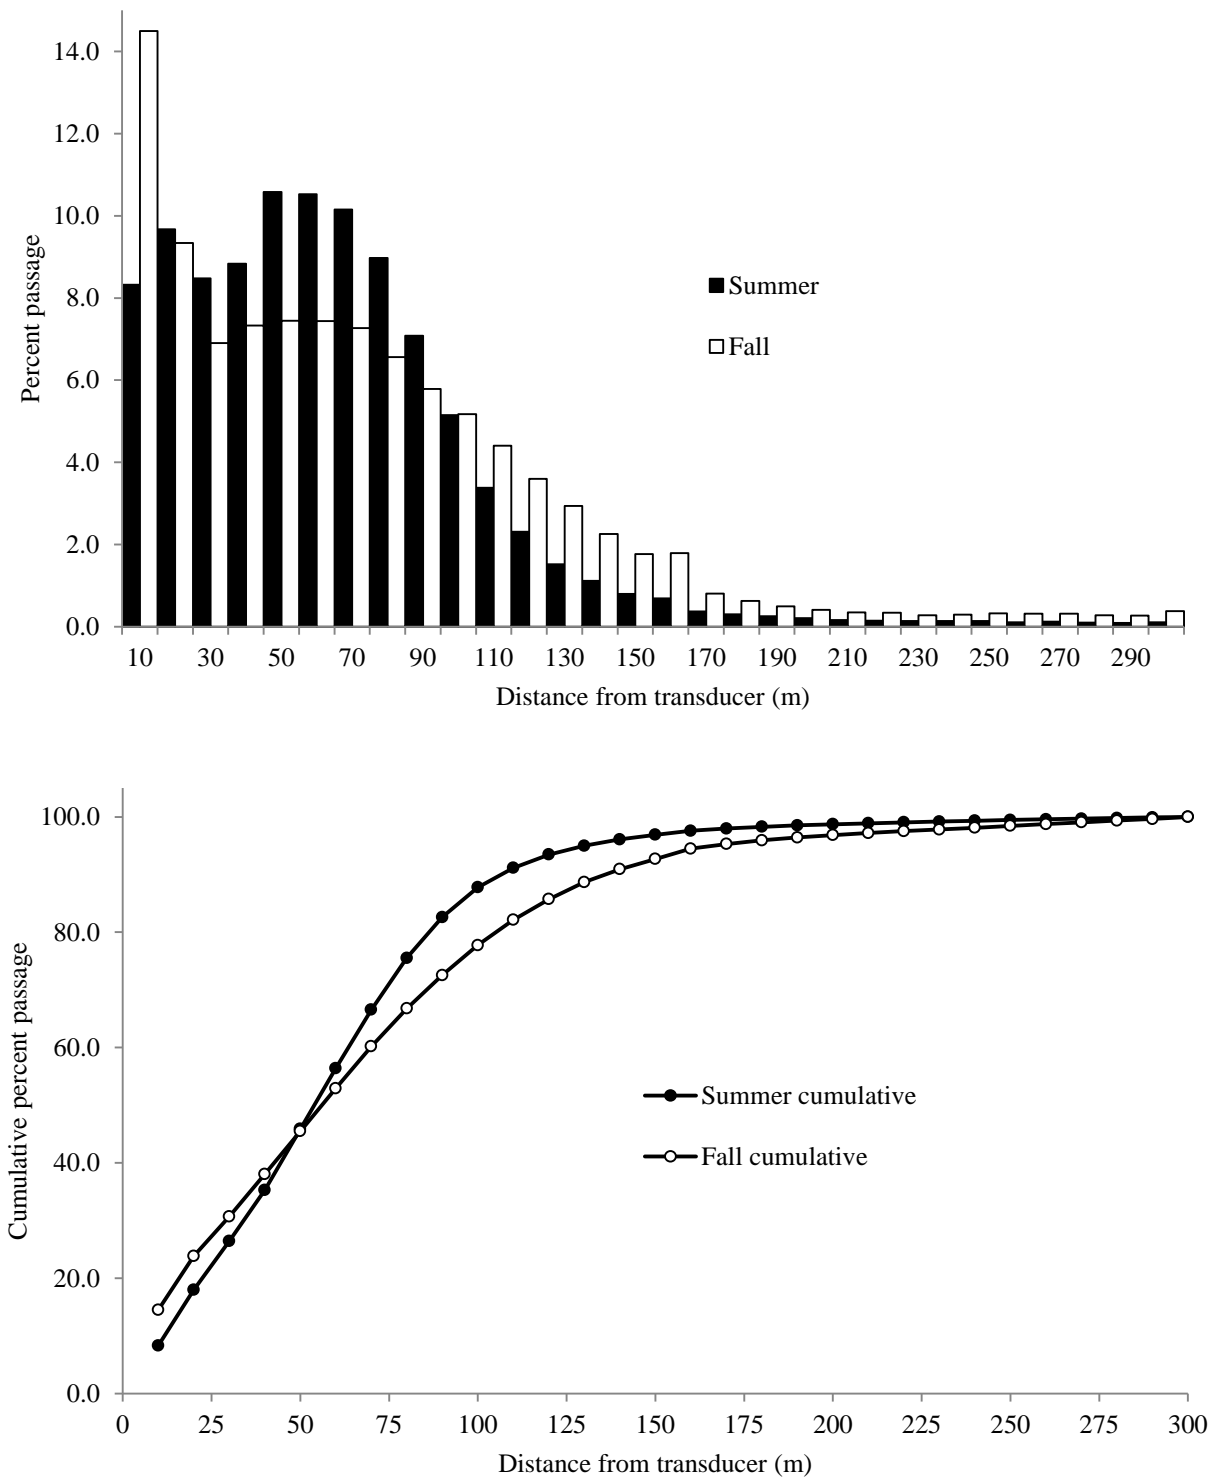 14.0
12.0
10.0
8.0
6.0
4.0
2.0
0.0
Percent passage
Summer
Fall
10 30 50 70 90 110 130 150 170 190 210 230 250 270 290
Distance from transducer (m)
100.0
80.0
60.0
40.0
20.0
0.0
Cumulative percent passage
Summer cumulative
Fall cumulative
0 25 50 75 100 125 150 175 200 225 250 275 300
Distance from transducer (m)